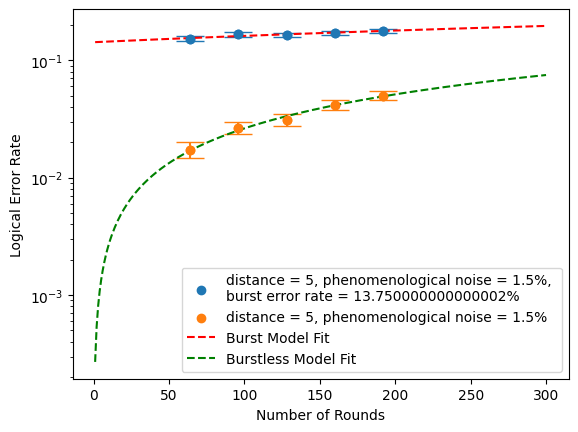 10⁻¹
10⁻²
10⁻³
Logical Error Rate
distance = 5, phenomenological noise = 1.5%,
burst error rate = 13.750000000000002%
distance = 5, phenomenological noise = 1.5%
Burst Model Fit
Burstless Model Fit
0 50 100 150 200 250 300
Number of Rounds